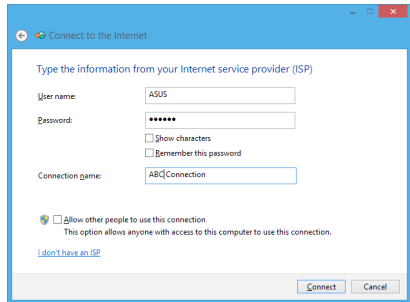 Connect to the Internet
Type the information from your Internet service provider (ISP)
User name: ASUS
Password: ••••••
Show characters
Remember this password
Connection name: ABC Connection
Allow other people to use this connection
This option allows anyone with access to this computer to use this connection.
I don't have an ISP
Connect Cancel